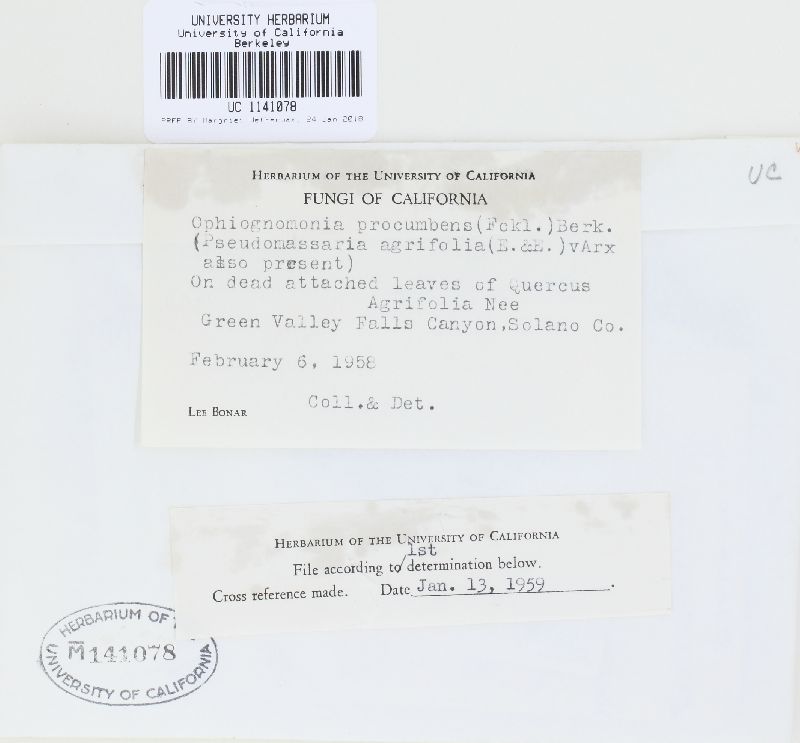 UNIVERSITY HERBARIUM
University of California
Berkeley
UC 1141078
24 Jan 2018
UC
HERBARIUM OF THE UNIVERSITY OF CALIFORNIA
FUNGI OF CALIFORNIA
Ophiognomonia procumbens(Fckl.)Berk.
(Pseudomassaria agrifolia(E.&E.)vArx
also present)
On dead attached leaves of Quercus
Agrifolia Nee
Green Valley Falls Canyon,Solano Co.
February 6, 1958
Coll.& Det.
LEE BONAR
HERBARIUM OF THE UNIVERSITY OF CALIFORNIA
1st
File according to/determination below.
Cross reference made. Date Jan. 13, 1959.
HERBARIUM OF
M141078
UNIVERSITY OF CALIFORNIA